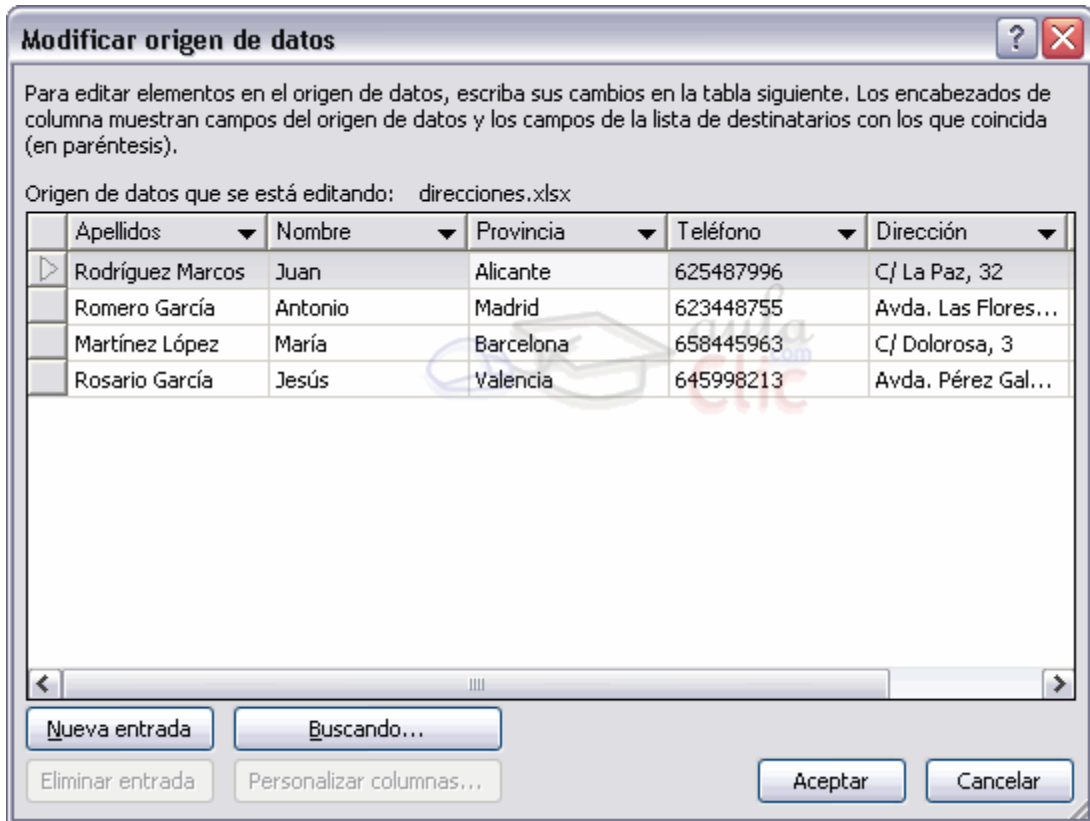 Modificar origen de datos
Para editar elementos en el origen de datos, escriba sus cambios en la tabla siguiente. Los encabezados de
columna muestran campos del origen de datos y los campos de la lista de destinatarios con los que coincida
(en paréntesis).
Origen de datos que se está editando: direcciones.xlsx
Apellidos Nombre Provincia Teléfono Dirección
Rodríguez Marcos Juan Alicante 625487996 C/ La Paz, 32
Romero García Antonio Madrid 623448755 Avda. Las Flores...
Martínez López María Barcelona 658445963 C/ Dolorosa, 3
Rosario García Jesús Valencia 645998213 Avda. Pérez Gal...
aula
.com
Clic
Nueva entrada Buscando...
Eliminar entrada Personalizar columnas... Aceptar Cancelar